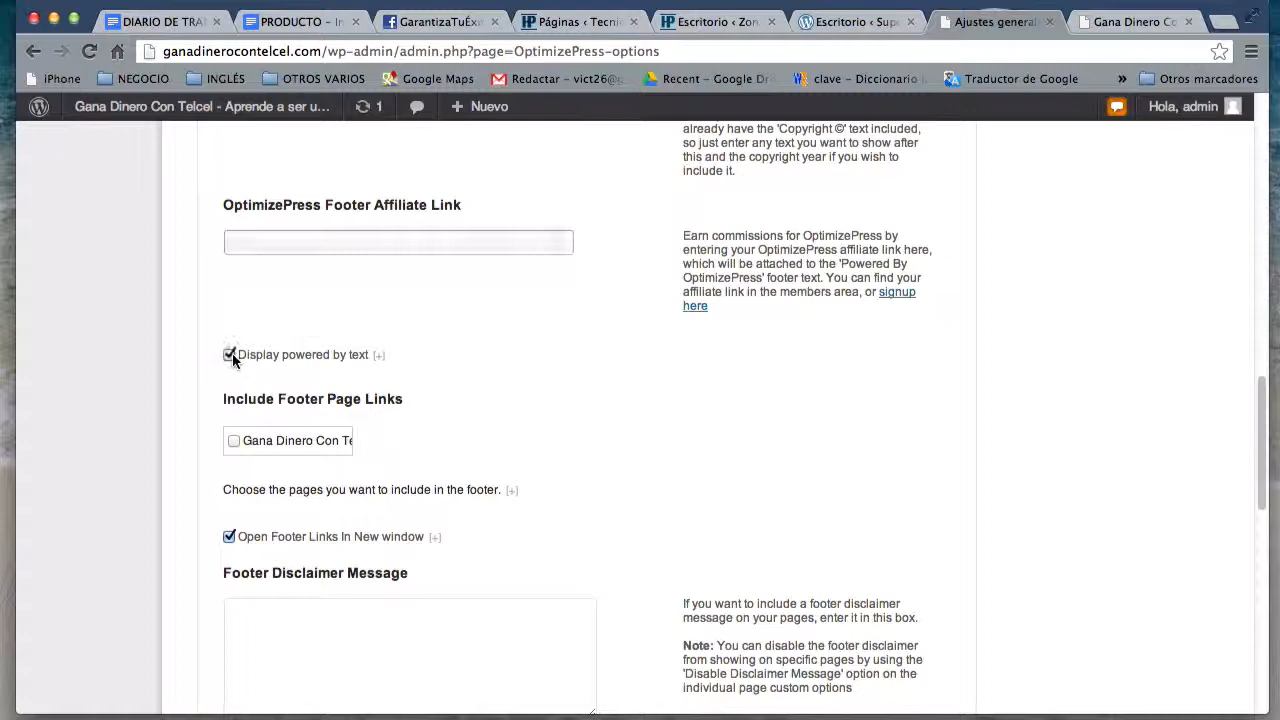 DIARIO DE TRA
PRODUCTO – In
GarantizaTuÉxi
Páginas ‹ Tecni
Escritorio ‹ Zon
Escritorio ‹ Sup
Ajustes general
Gana Dinero Co
ganadinerocontelcel.com/wp-admin/admin.php?page=OptimizePress-options
iPhone
NEGOCIO
INGLÉS
OTROS VARIOS
Google Maps
Redactar – vict26@g
Recent – Google Dr
clave – Diccionario
Traductor de Google
»
Otros marcadores
Gana Dinero Con Telcel - Aprende a ser u...
1
Nuevo
Hola, admin
already have the 'Copyright ©' text included,
so just enter any text you want to show after
this and the copyright year if you wish to
include it.
OptimizePress Footer Affiliate Link
Earn commissions for OptimizePress by
entering your OptimizePress affiliate link here,
which will be attached to the 'Powered By
OptimizePress' footer text. You can find your
affiliate link in the members area, or signup
here
Display powered by text [+]
Include Footer Page Links
Gana Dinero Con Te
Choose the pages you want to include in the footer. [+]
Open Footer Links In New window [+]
Footer Disclaimer Message
If you want to include a footer disclaimer
message on your pages, enter it in this box.
Note: You can disable the footer disclaimer
from showing on specific pages by using the
'Disable Disclaimer Message' option on the
individual page custom options